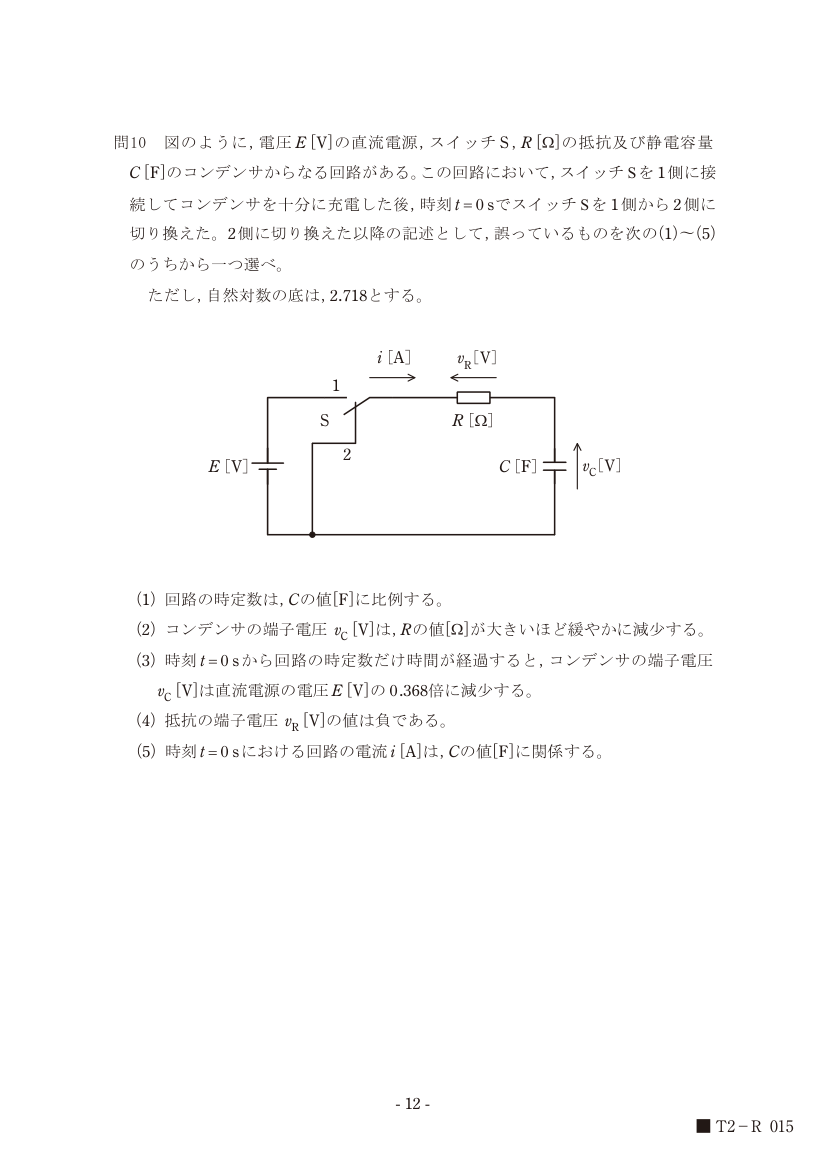 問10　図のように，電圧E［V］の直流電源，スイッチS，R［Ω］の抵抗及び静電容量
C［F］のコンデンサからなる回路がある。この回路において，スイッチSを1側に接
続してコンデンサを十分に充電した後，時刻t=0sでスイッチSを1側から2側に
切り換えた。2側に切り換えた以降の記述として，誤っているものを次の(1)～(5)
のうちから一つ選べ。
ただし，自然対数の底は，2.718とする。
i［A］　vR［V］
1
S　R［Ω］
2
E［V］　C［F］　vC［V］
(1) 回路の時定数は，Cの値［F］に比例する。
(2) コンデンサの端子電圧 vC［V］は，Rの値［Ω］が大きいほど緩やかに減少する。
(3) 時刻t=0sから回路の時定数だけ時間が経過すると，コンデンサの端子電圧
vC［V］は直流電源の電圧E［V］の0.368倍に減少する。
(4) 抵抗の端子電圧 vR［V］の値は負である。
(5) 時刻t=0sにおける回路の電流i［A］は，Cの値［F］に関係する。
- 12 -
■ T2－R 015